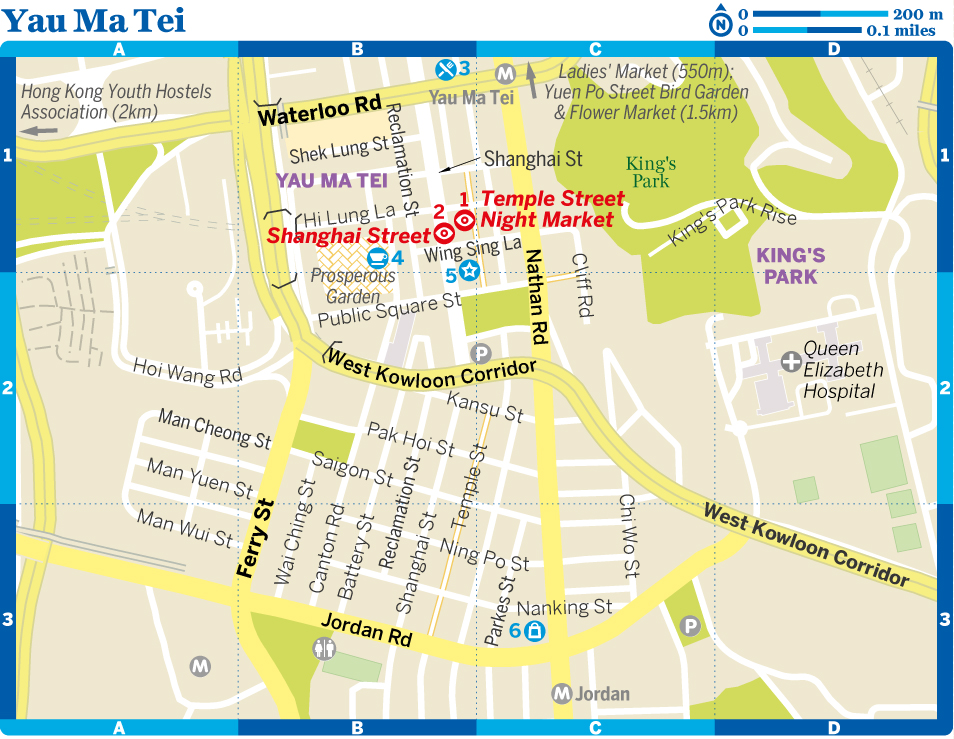 Yau Ma Tei
N
0 200 m
0 0.1 miles
A B C D
1
2
3
1
2
3
A B C D
Hong Kong Youth Hostels
Association (2km)
Waterloo Rd
3
M
Yau Ma Tei
Ladies' Market (550m);
Yuen Po Street Bird Garden
& Flower Market (1.5km)
Reclamation St
Shek Lung St
Shanghai St
YAU MA TEI
King's
Park
1 Temple Street
Night Market
2
Shanghai Street
Hi Lung La
King's Park Rise
Wing Sing La
4
5
KING'S
PARK
Prosperous
Garden
Nathan Rd
Cliff Rd
Public Square St
P
West Kowloon Corridor
Hoi Wang Rd
Queen
Elizabeth
Hospital
Kansu St
Man Cheong St
Pak Hoi St
Saigon St
Man Yuen St
Temple St
Man Wui St
Ferry St
Wai Ching St
Canton Rd
Battery St
Reclamation St
Shanghai St
Ning Po St
Chi Wo St
West Kowloon Corridor
Parkes St
Nanking St
6
Jordan Rd
P
M
M Jordan